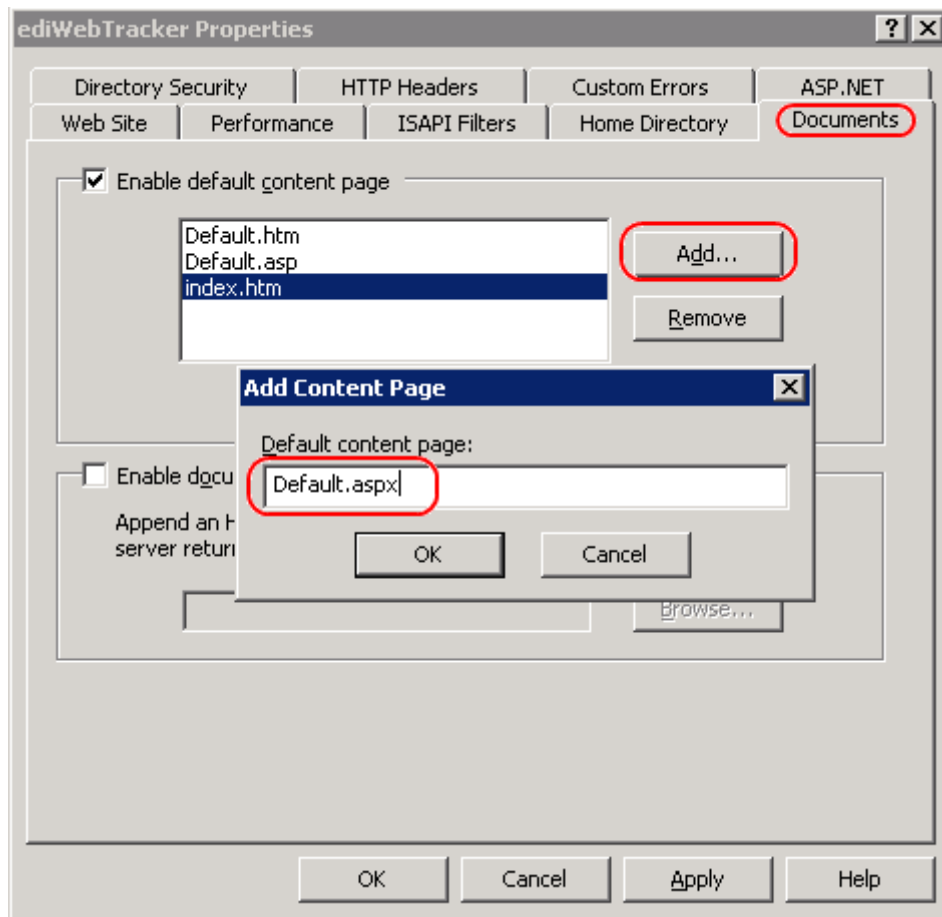 ediWebTracker Properties
Directory Security HTTP Headers Custom Errors ASP.NET
Web Site Performance ISAPI Filters Home Directory Documents
Enable default content page
Default.htm
Default.asp
index.htm
Add...
Remove
Add Content Page
Default content page:
Default.aspx
OK Cancel
Enable docu
Append an H
server return
Browse...
OK Cancel Apply Help